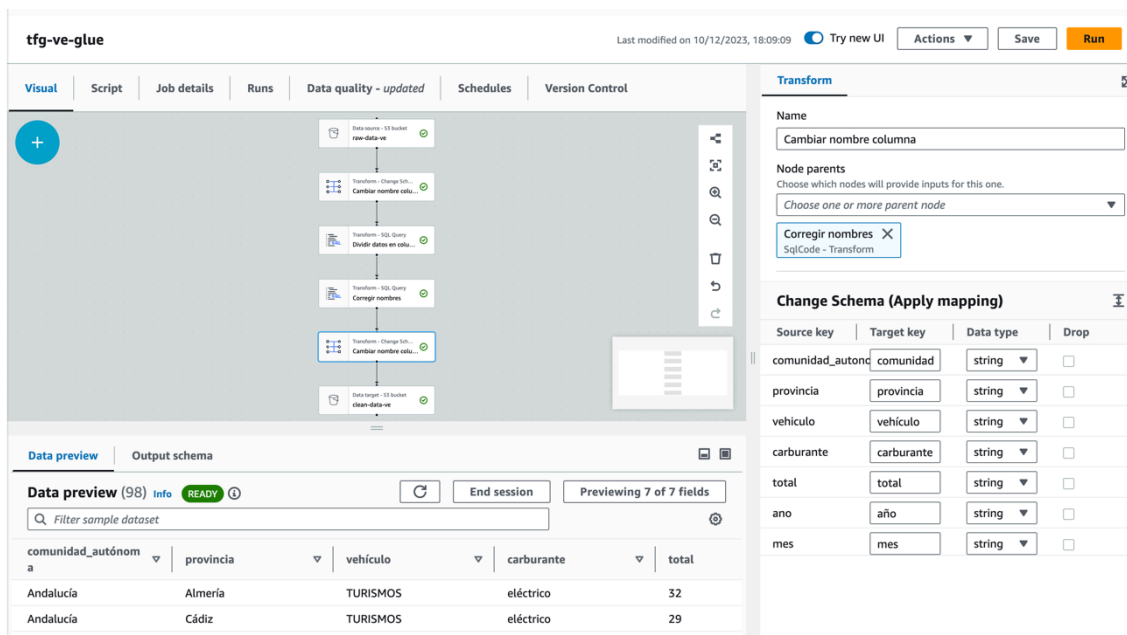 tfg-ve-glue
Last modified on 10/12/2023, 18:09:09
Try new UI
Actions
Save
Run
Visual
Script
Job details
Runs
Data quality - updated
Schedules
Version Control
Data source - S3 bucket
raw-data-ve
Transform - Change Sch...
Cambiar nombre colu...
Transform - SQL Query
Dividir datos en colu...
Transform - SQL Query
Corregir nombres
Transform - Change Sch...
Cambiar nombre colu...
Data target - S3 bucket
clean-data-ve
Data preview
Output schema
Data preview (98) Info READY
End session
Previewing 7 of 7 fields
Filter sample dataset
comunidad_autónom
a
provincia
vehículo
carburante
total
Andalucía Almería TURISMOS eléctrico 32
Andalucía Cádiz TURISMOS eléctrico 29
Transform
Name
Cambiar nombre columna
Node parents
Choose which nodes will provide inputs for this one.
Choose one or more parent node
Corregir nombres
SqlCode - Transform
Change Schema (Apply mapping)
Source key Target key Data type Drop
comunidad_autono comunidad string
provincia provincia string
vehiculo vehículo string
carburante carburante string
total total string
ano año string
mes mes string